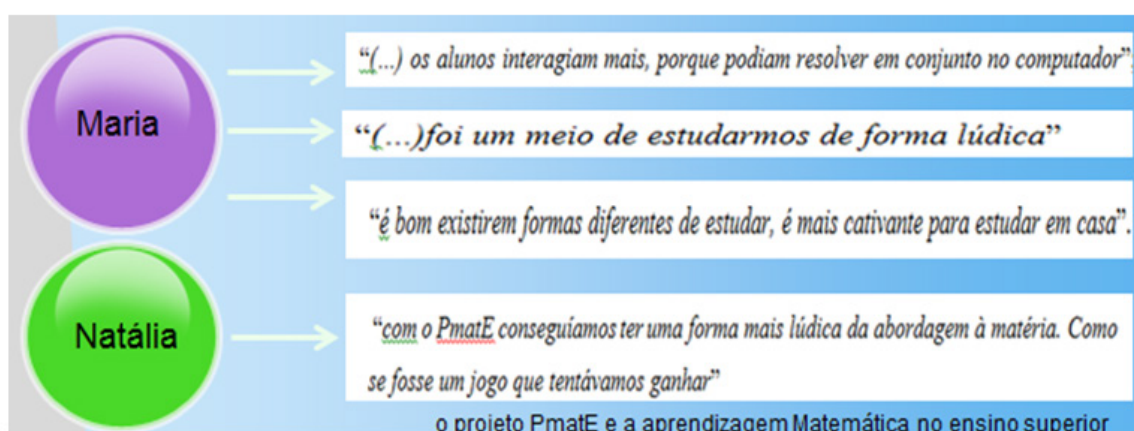 Maria
“(...) os alunos interagiam mais, porque podiam resolver em conjunto no computador”.
“(...)foi um meio de estudarmos de forma lúdica”
“é bom existirem formas diferentes de estudar, é mais cativante para estudar em casa”.
Natália
“com o PmatE conseguíamos ter uma forma mais lúdica da abordagem à matéria. Como
se fosse um jogo que tentávamos ganhar”
o projeto PmatE e a aprendizagem Matemática no ensino superior